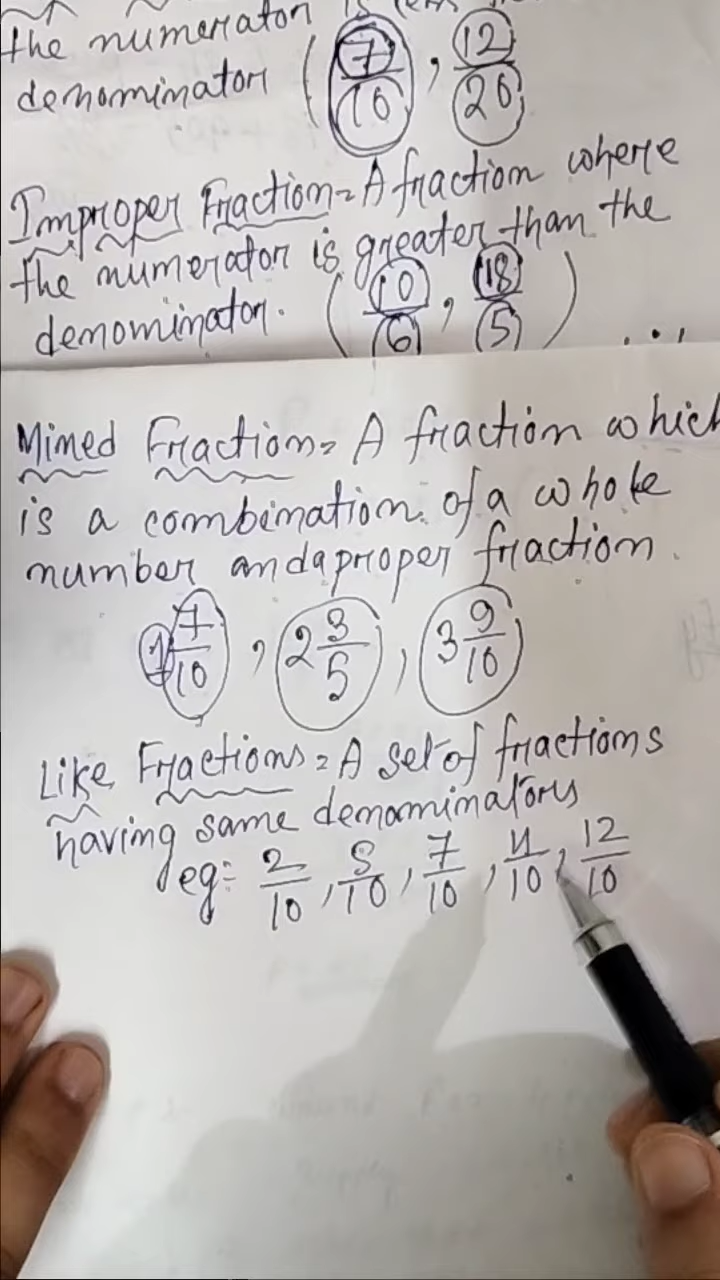 the numerator is
denominator ( 7/10 , 12/20
Improper Fraction = A fraction where
the numerator is greater than the
denominator. ( 10/6 , 18/5 ) ...
Mixed Fraction = A fraction which
is a combination of a whole
number and a proper fraction.
1 7/10 , 2 3/5 , 3 9/10
Like Fractions = A set of fractions
having same denominators
eg:- 2/10 , 5/10 , 7/10 , 11/10 , 12/10